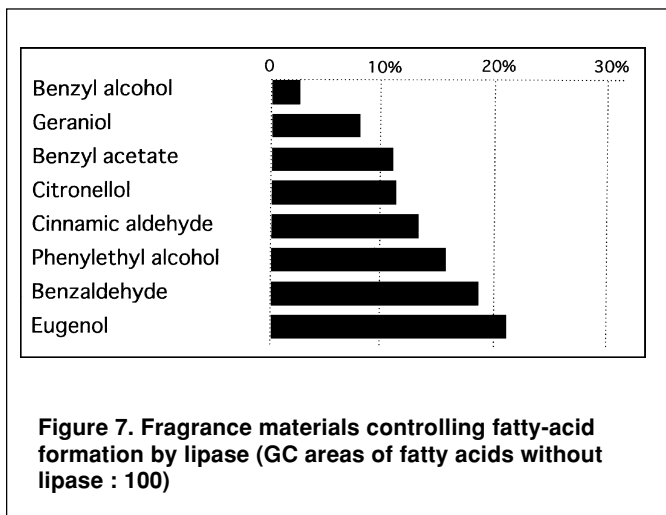 0 10% 20% 30%
Benzyl alcohol
Geraniol
Benzyl acetate
Citronellol
Cinnamic aldehyde
Phenylethyl alcohol
Benzaldehyde
Eugenol
Figure 7. Fragrance materials controlling fatty-acid
formation by lipase (GC areas of fatty acids without
lipase : 100)